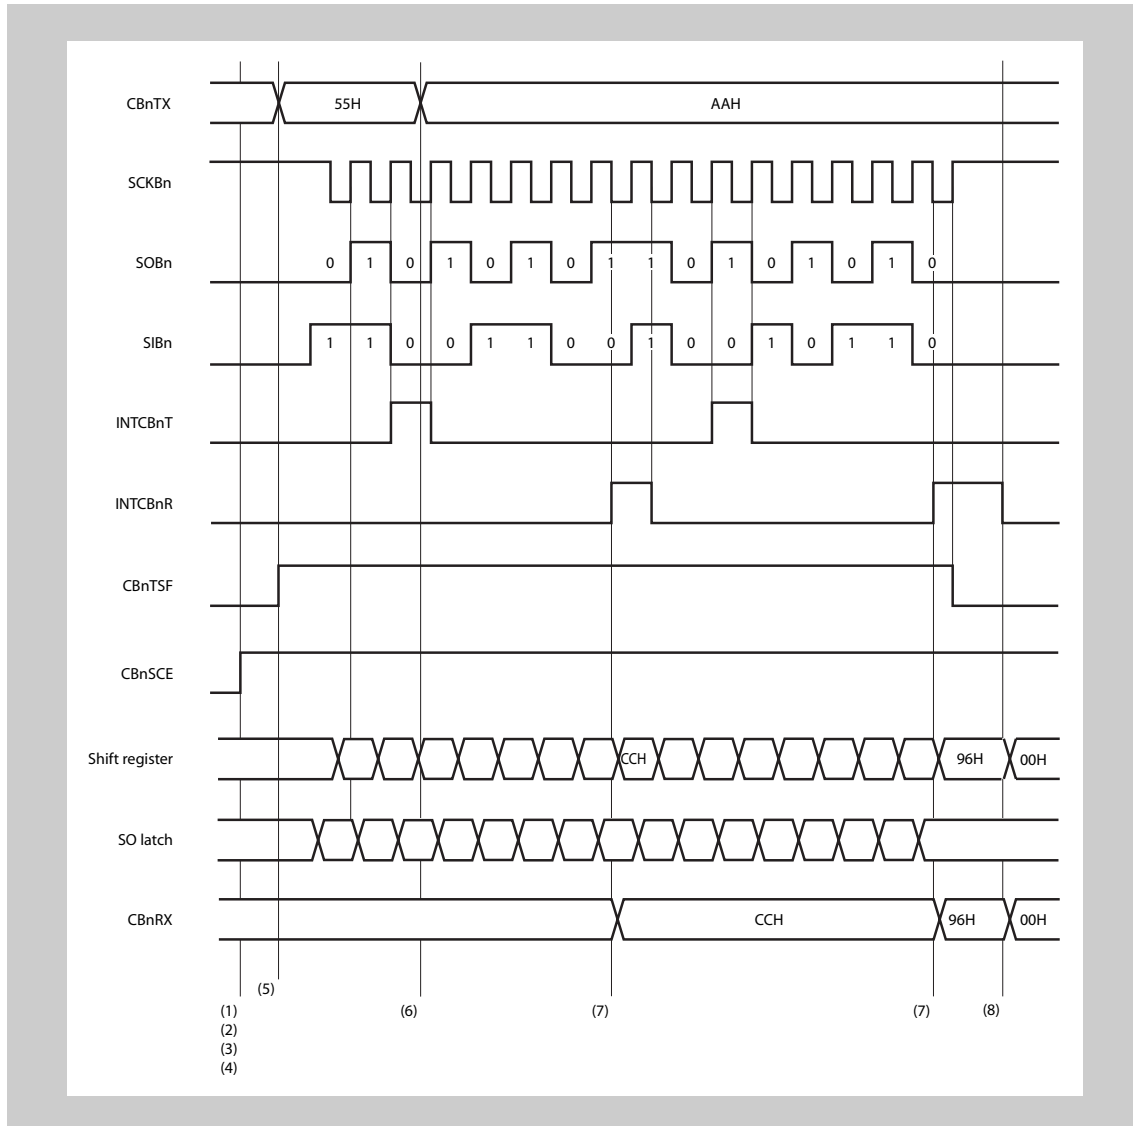 CBnTX 55H AAH
SCKBn
SOBn 0 1 0 1 0 1 0 1 1 0 1 0 1 0 1 0
SIBn 1 1 0 0 1 1 0 0 1 0 0 1 0 1 1 0
INTCBnT
INTCBnR
CBnTSF
CBnSCE
Shift register CCH 96H 00H
SO latch
CBnRX CCH 96H 00H
(5)
(1) (6) (7) (7) (8)
(2)
(3)
(4)